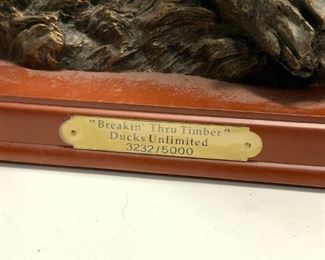 "Breakin' Thru Timber"
Ducks Unlimited
3232/5000